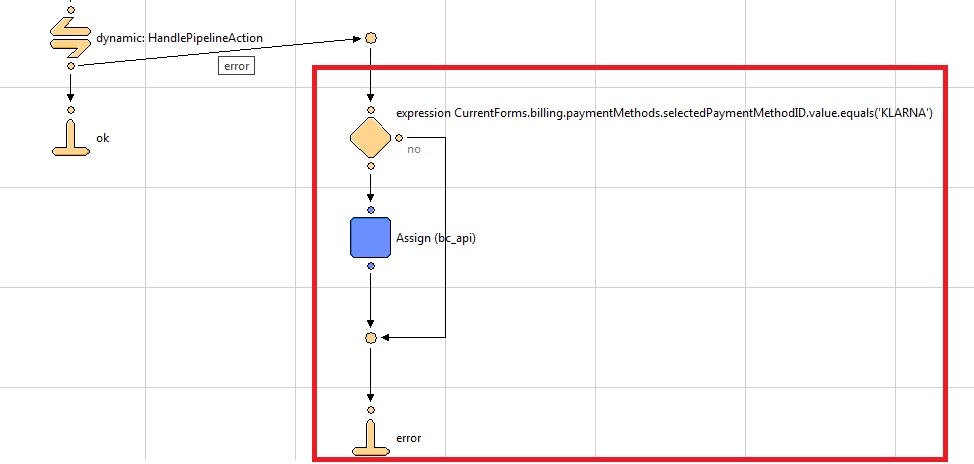 dynamic: HandlePipelineAction
error
expression CurrentForms.billing.paymentMethods.selectedPaymentMethodID.value.equals('KLARNA')
ok
no
Assign (bc_api)
error